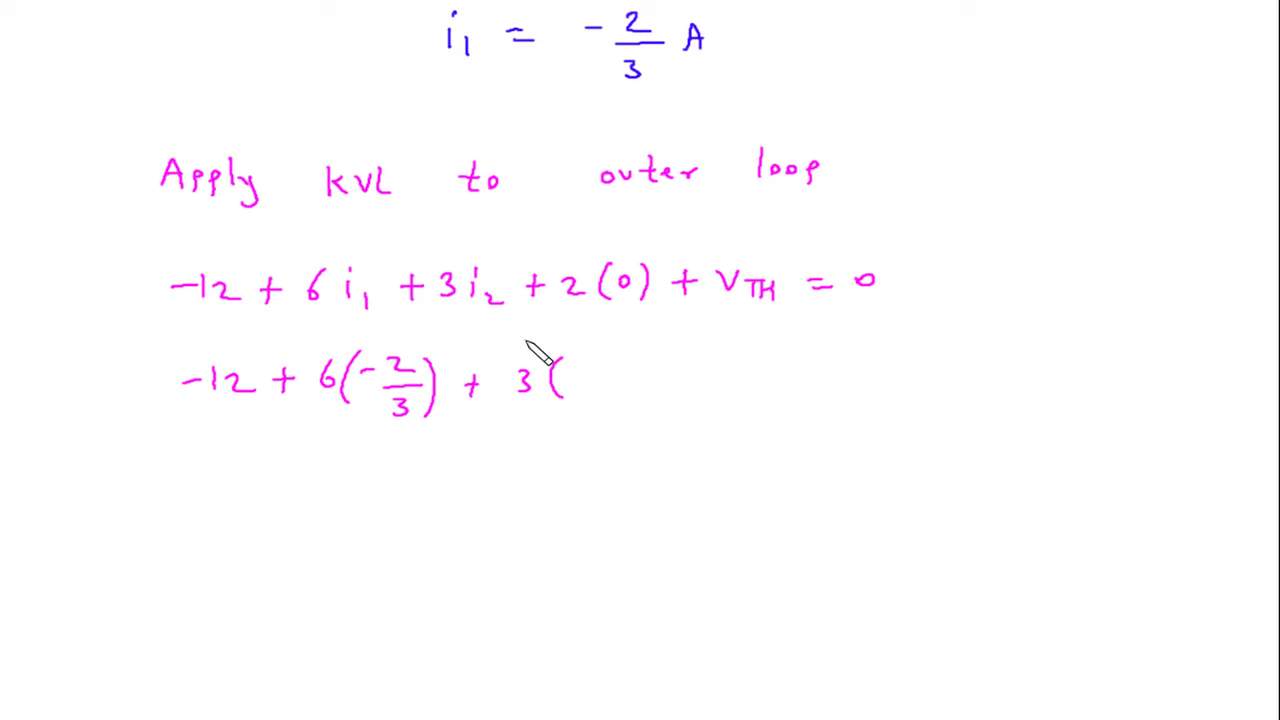 i₁ = -2/3 A
Apply KVL to outer loop
-12 + 6 i₁ + 3 i₂ + 2 (0) + V_TH = 0
-12 + 6(-2/3) + 3 (